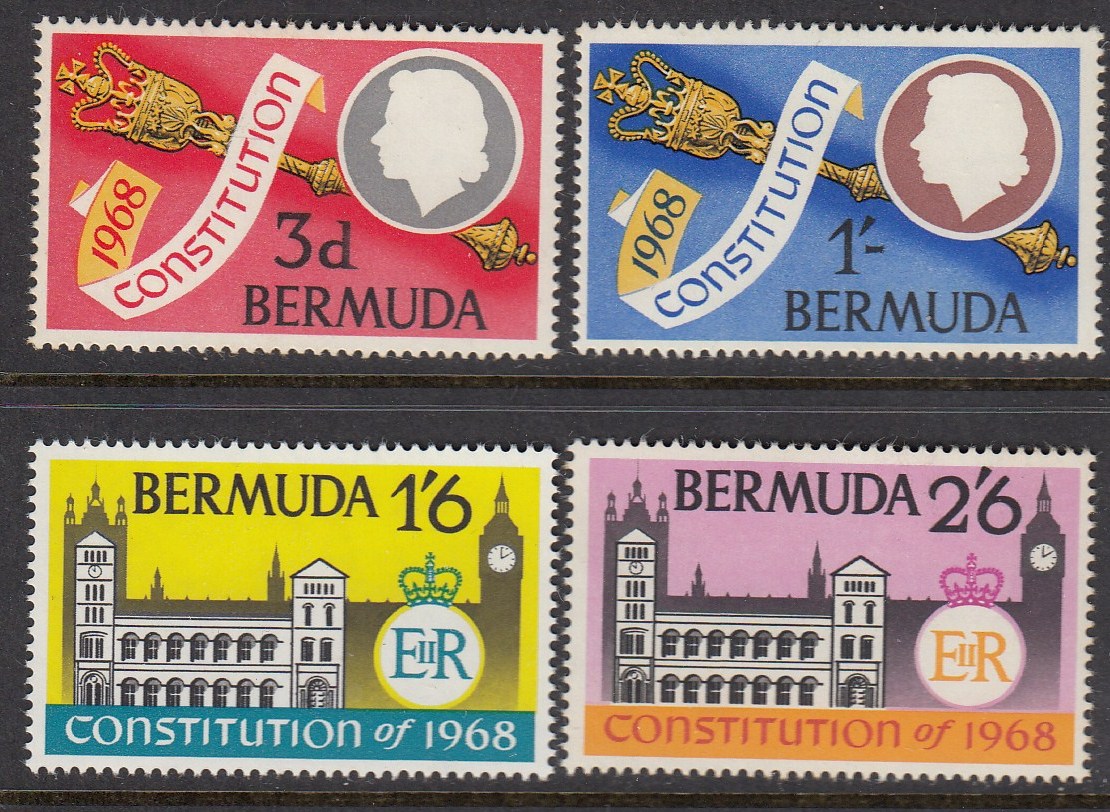 1968
CONSTITUTION
3d
BERMUDA
1968
CONSTITUTION
1/-
BERMUDA
BERMUDA 1/6
EIIR
CONSTITUTION of 1968
BERMUDA 2/6
EIIR
CONSTITUTION of 1968